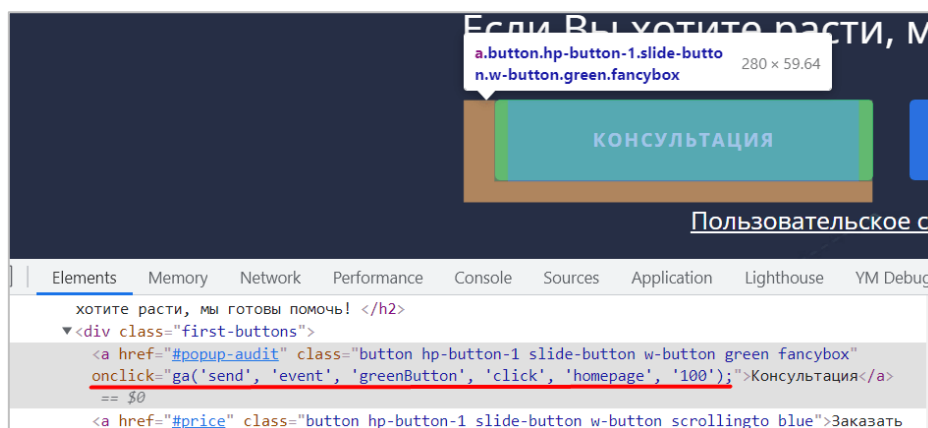 Если Вы хотите расти, м
a.button.hp-button-1.slide-butto
n.w-button.green.fancybox
280 × 59.64
КОНСУЛЬТАЦИЯ
Пользовательское с
Elements Memory Network Performance Console Sources Application Lighthouse YM Debug
хотите расти, мы готовы помочь! </h2>
▼<div class="first-buttons">
<a href="#popup-audit" class="button hp-button-1 slide-button w-button green fancybox"
onclick="ga('send', 'event', 'greenButton', 'click', 'homepage', '100');">Консультация</a>
== $0
<a href="#price" class="button hp-button-1 slide-button w-button scrollingto blue">Заказать